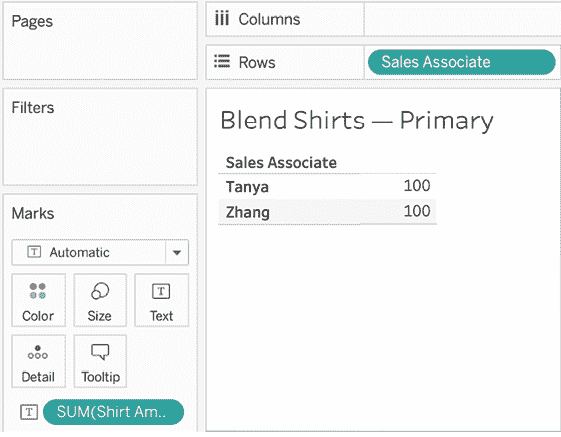 Pages
Columns
Rows
Sales Associate
Filters
Blend Shirts — Primary
Sales Associate
Tanya 100
Zhang 100
Marks
Automatic
Color Size Text
Detail Tooltip
SUM(Shirt Am..